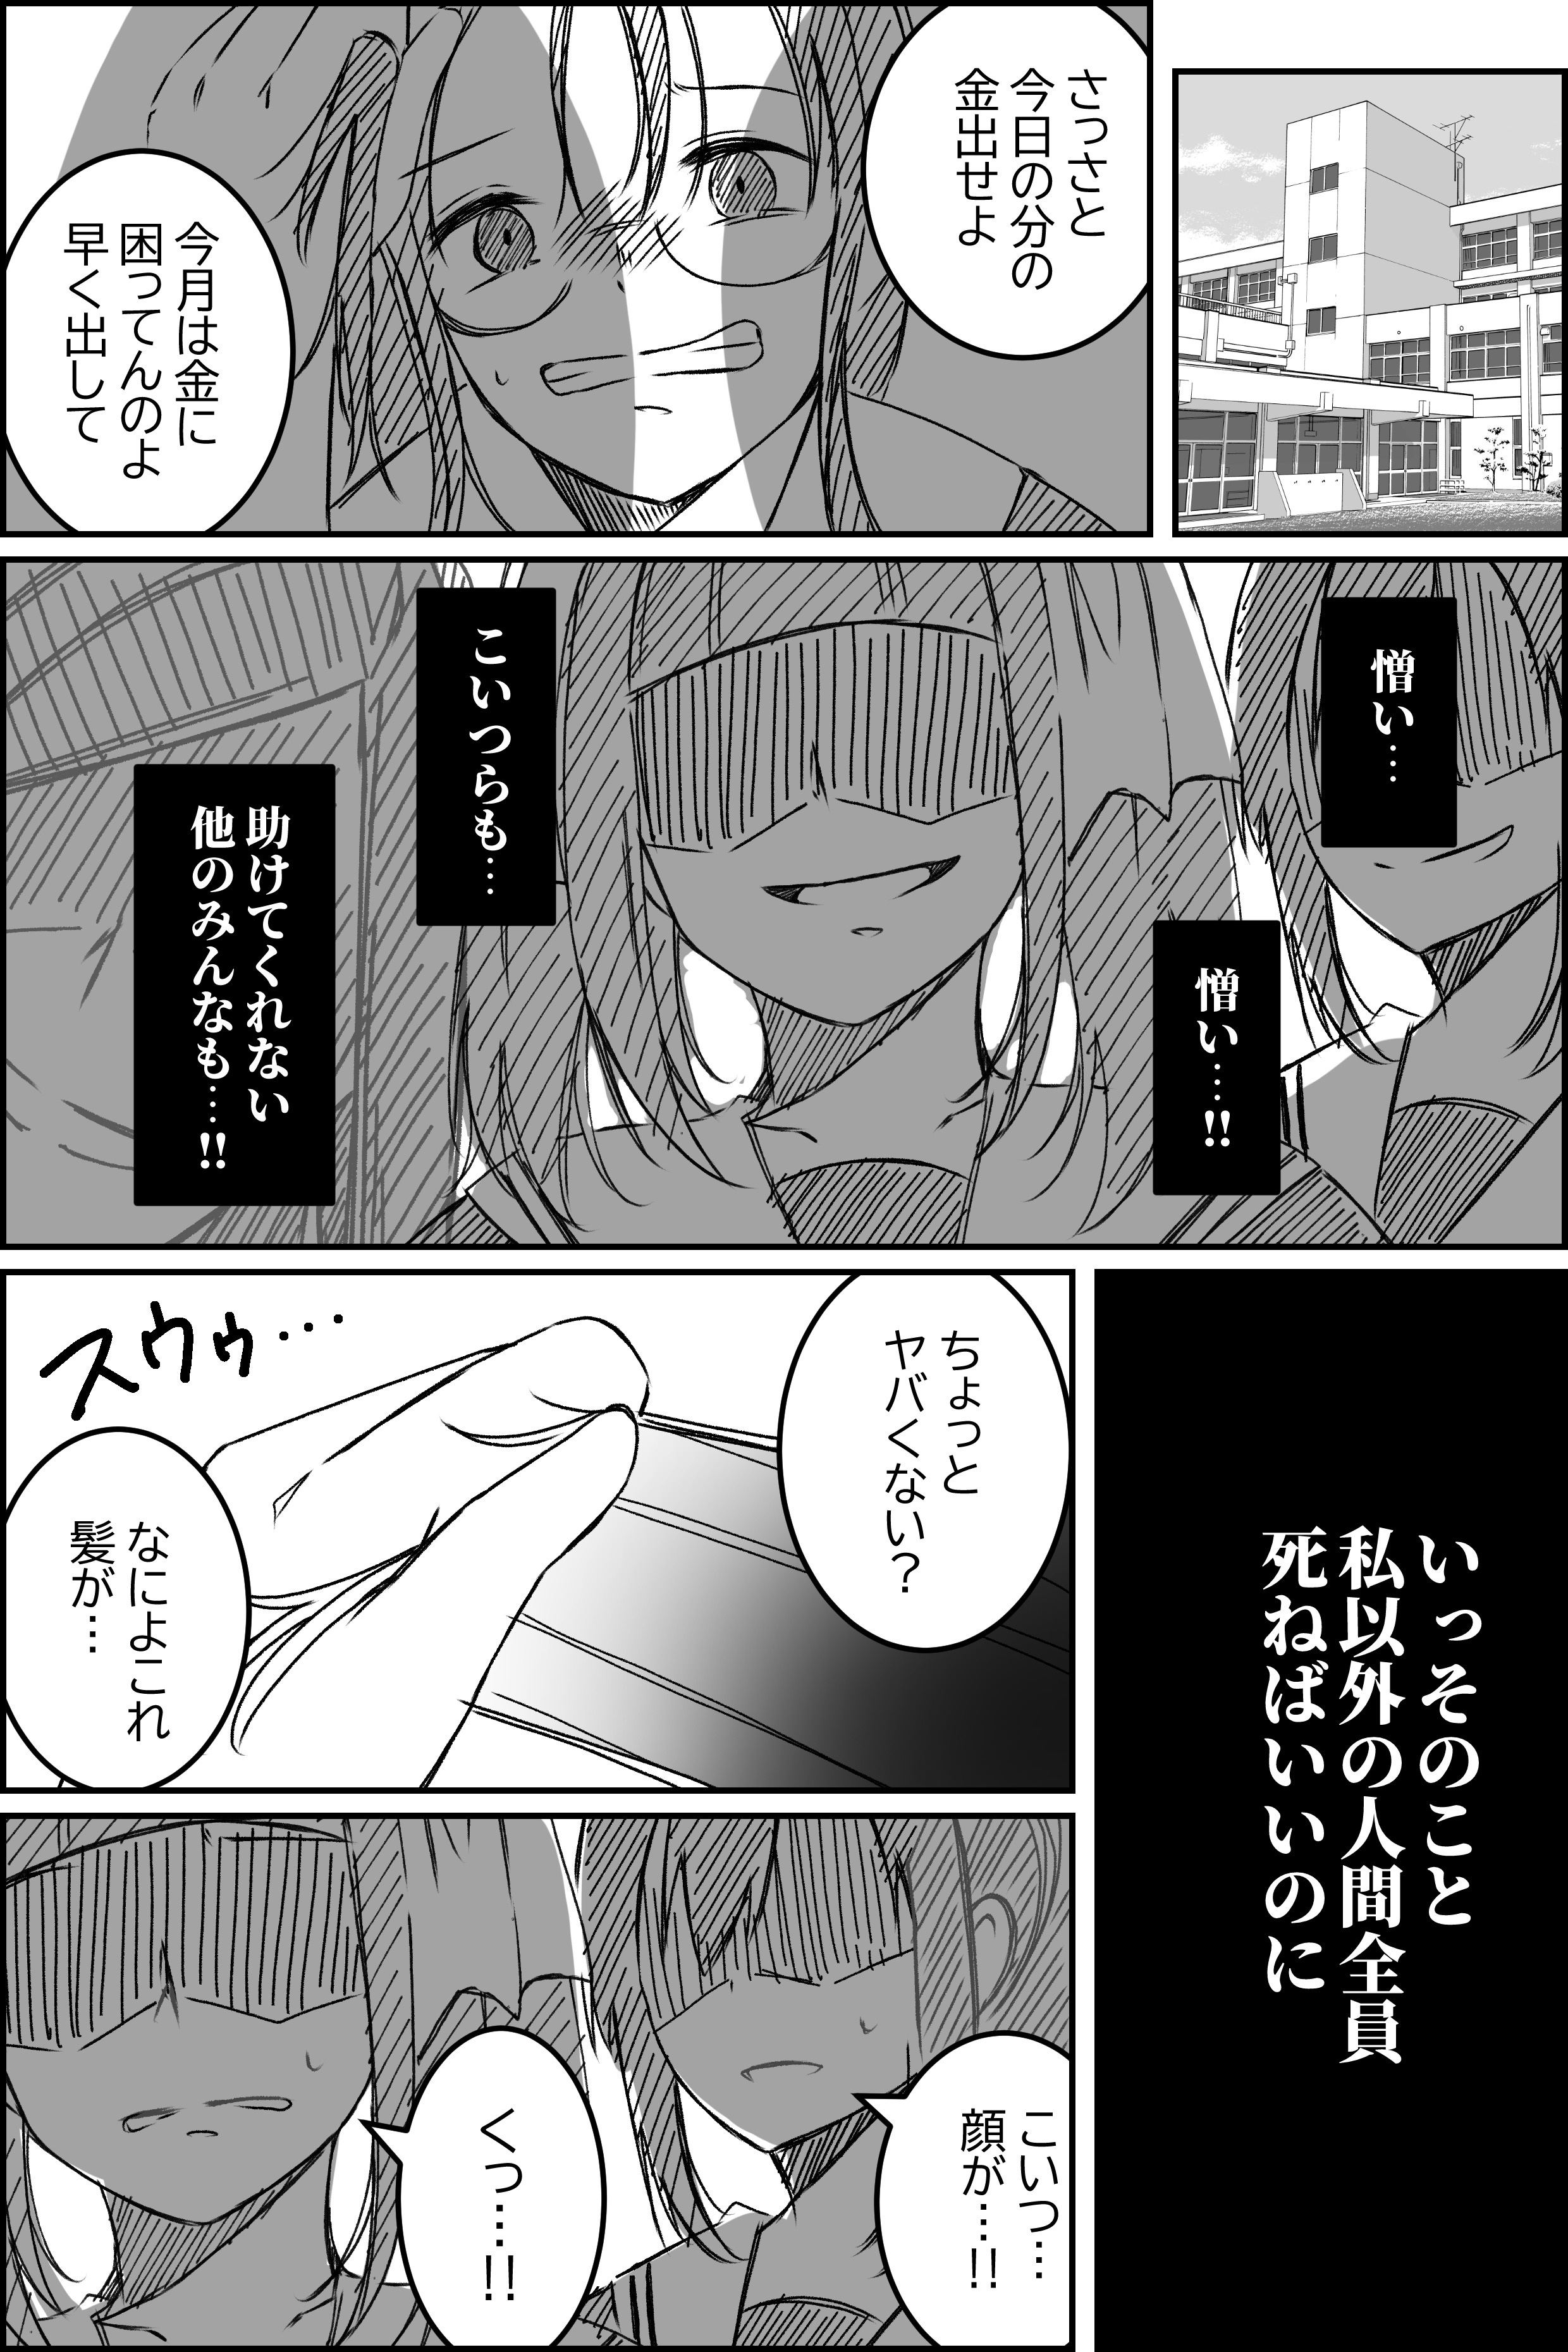 さっさと
今日の分の
金出せよ
今月は金に
困ってんのよ
早く出して
憎い…
憎い…!!
こいつらも…
助けてくれない
他のみんなも…!!
いっそのこと
私以外の人間全員
死ねばいいのに
ちょっと
ヤバくない?
スウゥ…
なによこれ
髪が…
こいつ…
顔が…!!
くっ…!!